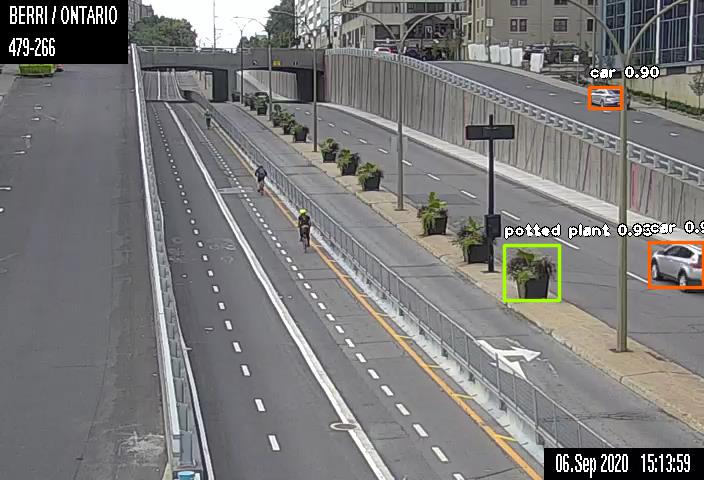 BERRI / ONTARIO
479-266
car 0.90
potted plant 0.93
car 0.9
06.Sep 2020 15:13:59